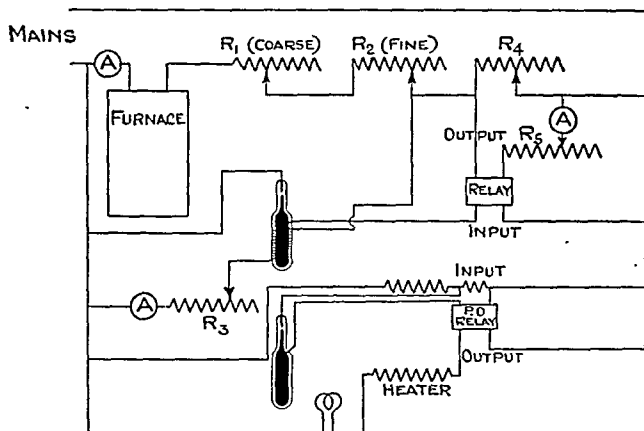 MAINS
A
R1 (COARSE)
R2 (FINE)
R4
FURNACE
A
OUTPUT
R5
RELAY
INPUT
A
R3
INPUT
P.D RELAY
OUTPUT
HEATER